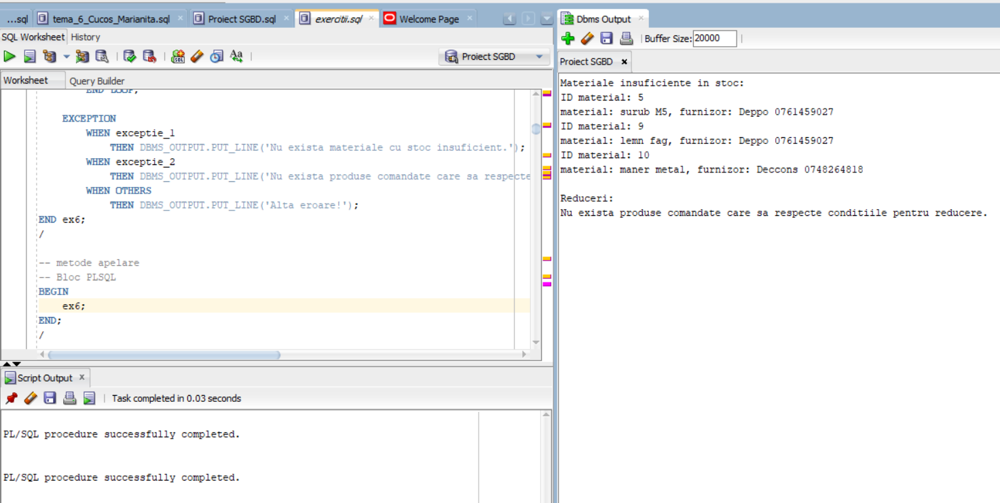 ...sql tema_6_Cucos_Marianita.sql Proiect SGBD.sql exercitii.sql Welcome Page
SQL Worksheet History
Proiect SGBD
Worksheet Query Builder
END LOOP;
EXCEPTION
WHEN exceptie_1
THEN DBMS_OUTPUT.PUT_LINE('Nu exista materiale cu stoc insuficient.');
WHEN exceptie_2
THEN DBMS_OUTPUT.PUT_LINE('Nu exista produse comandate care sa respecte
WHEN OTHERS
THEN DBMS_OUTPUT.PUT_LINE('Alta eroare!');
END ex6;
/
-- metode apelare
-- Bloc PLSQL
BEGIN
ex6;
END;
/
Script Output x
Task completed in 0.03 seconds
PL/SQL procedure successfully completed.
PL/SQL procedure successfully completed.
Dbms Output
Buffer Size: 20000
Proiect SGBD
Materiale insuficiente in stoc:
ID material: 5
material: surub M5, furnizor: Deppo 0761459027
ID material: 9
material: lemn fag, furnizor: Deppo 0761459027
ID material: 10
material: maner metal, furnizor: Deccons 0748264818
Reduceri:
Nu exista produse comandate care sa respecte conditiile pentru reducere.